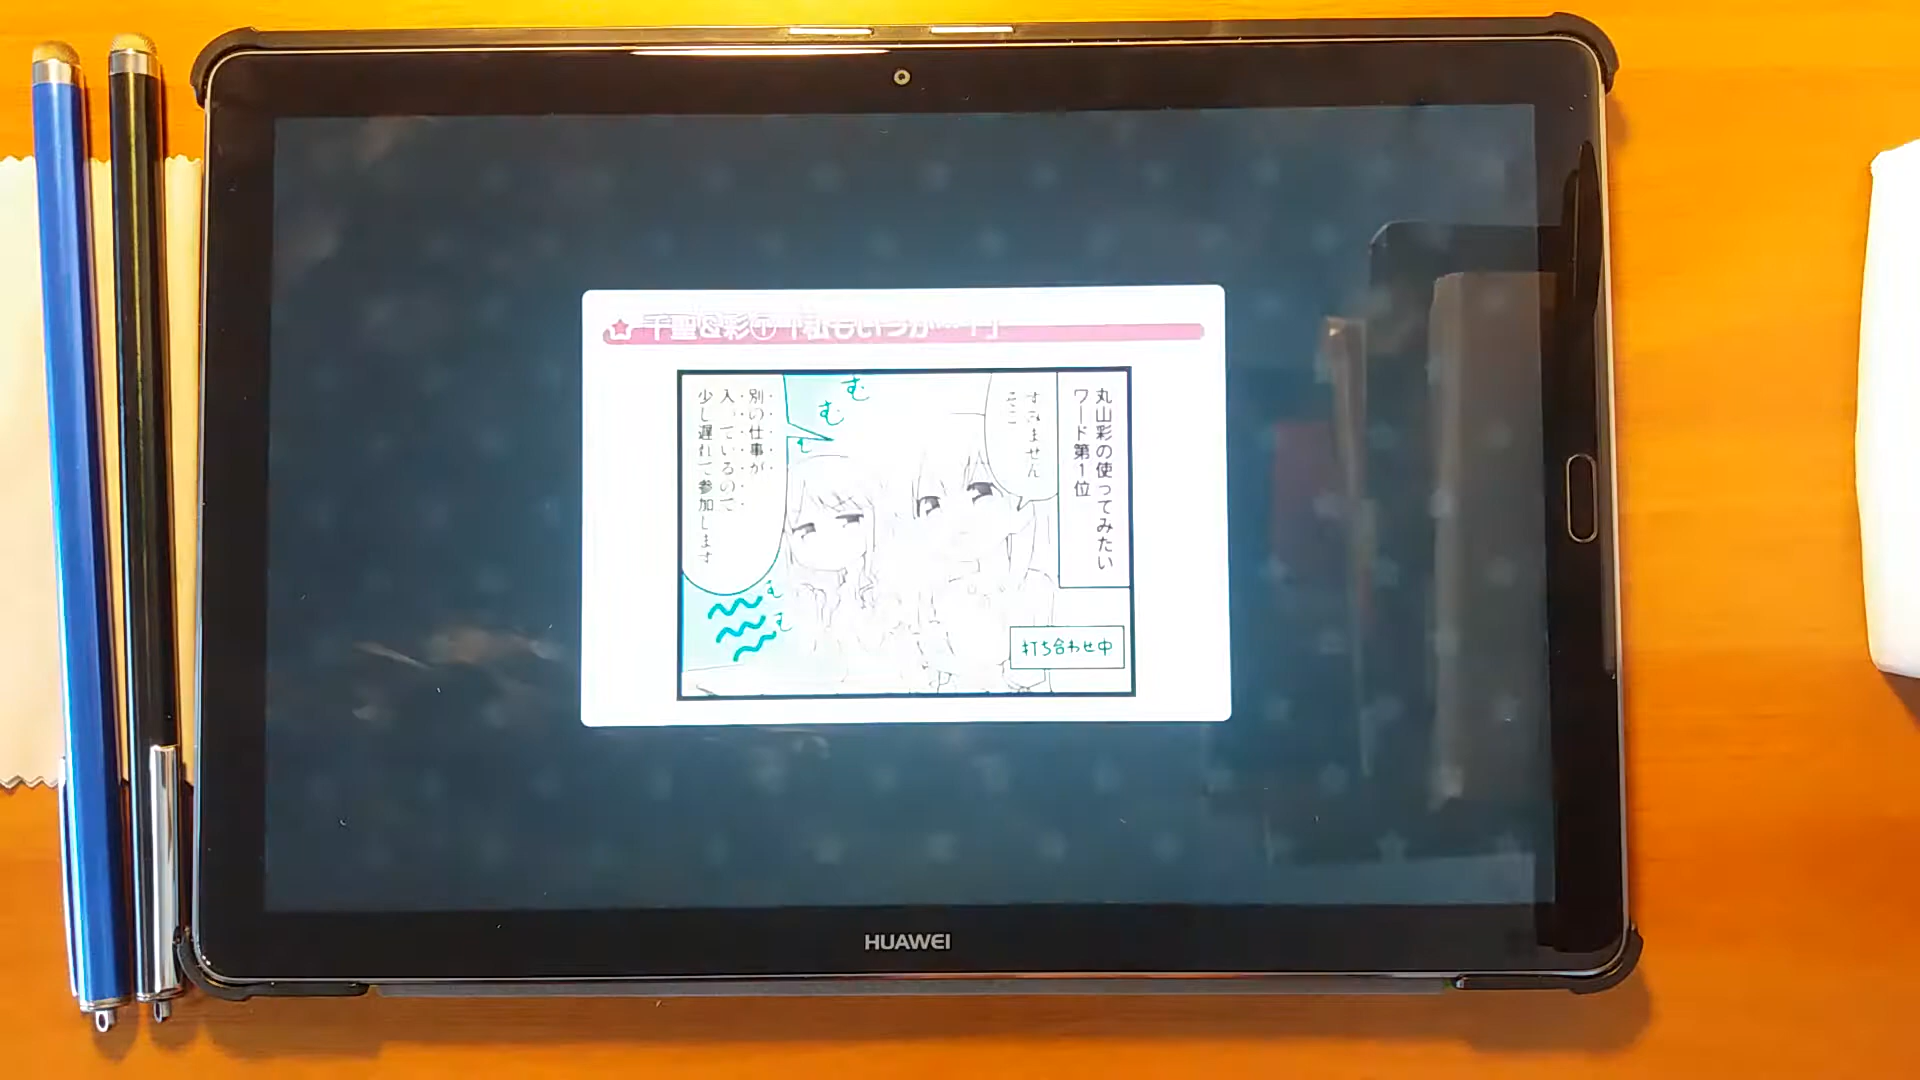 千聖&彩①「私もいつか…！」
丸山彩の使ってみたい
ワード第1位
すみません
そこ
むむむ
別の仕事が
入っているので
少し遅れて参加します
むむ
打ち合わせ中
HUAWEI